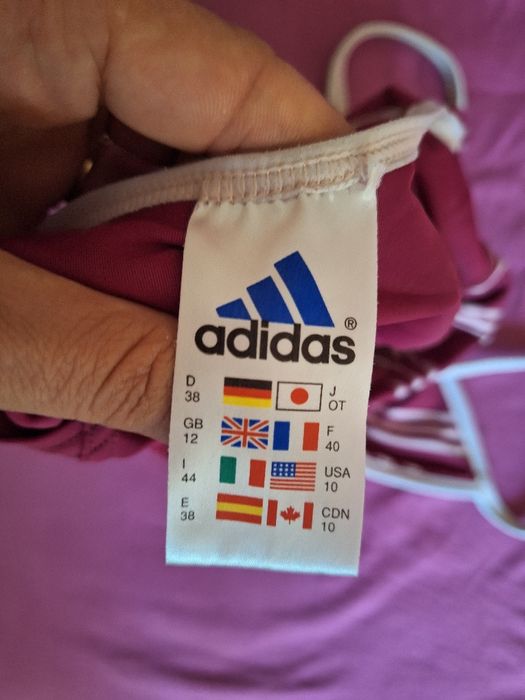 adidas®
D J
38 OT
GB F
12 40
I USA
44 10
E CDN
38 10